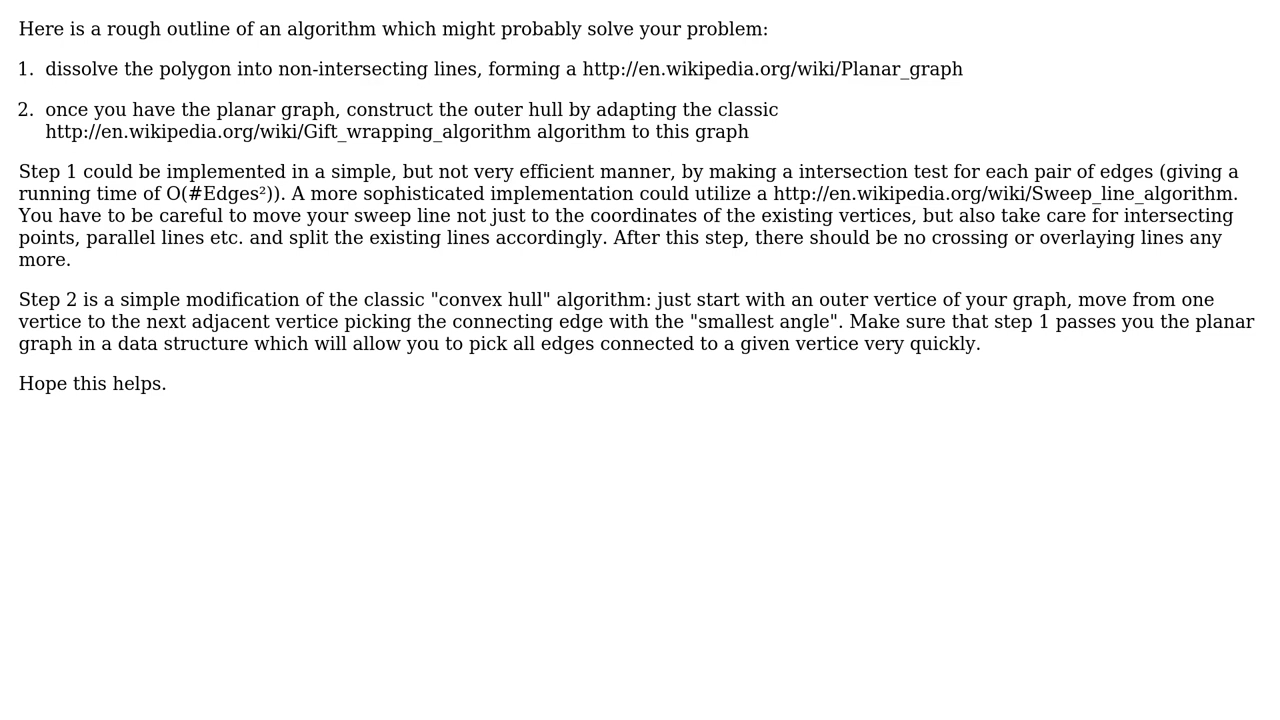 Here is a rough outline of an algorithm which might probably solve your problem:
1. dissolve the polygon into non-intersecting lines, forming a http://en.wikipedia.org/wiki/Planar_graph
2. once you have the planar graph, construct the outer hull by adapting the classic
http://en.wikipedia.org/wiki/Gift_wrapping_algorithm algorithm to this graph
Step 1 could be implemented in a simple, but not very efficient manner, by making a intersection test for each pair of edges (giving a
running time of O(#Edges²)). A more sophisticated implementation could utilize a http://en.wikipedia.org/wiki/Sweep_line_algorithm.
You have to be careful to move your sweep line not just to the coordinates of the existing vertices, but also take care for intersecting
points, parallel lines etc. and split the existing lines accordingly. After this step, there should be no crossing or overlaying lines any
more.
Step 2 is a simple modification of the classic "convex hull" algorithm: just start with an outer vertice of your graph, move from one
vertice to the next adjacent vertice picking the connecting edge with the "smallest angle". Make sure that step 1 passes you the planar
graph in a data structure which will allow you to pick all edges connected to a given vertice very quickly.
Hope this helps.